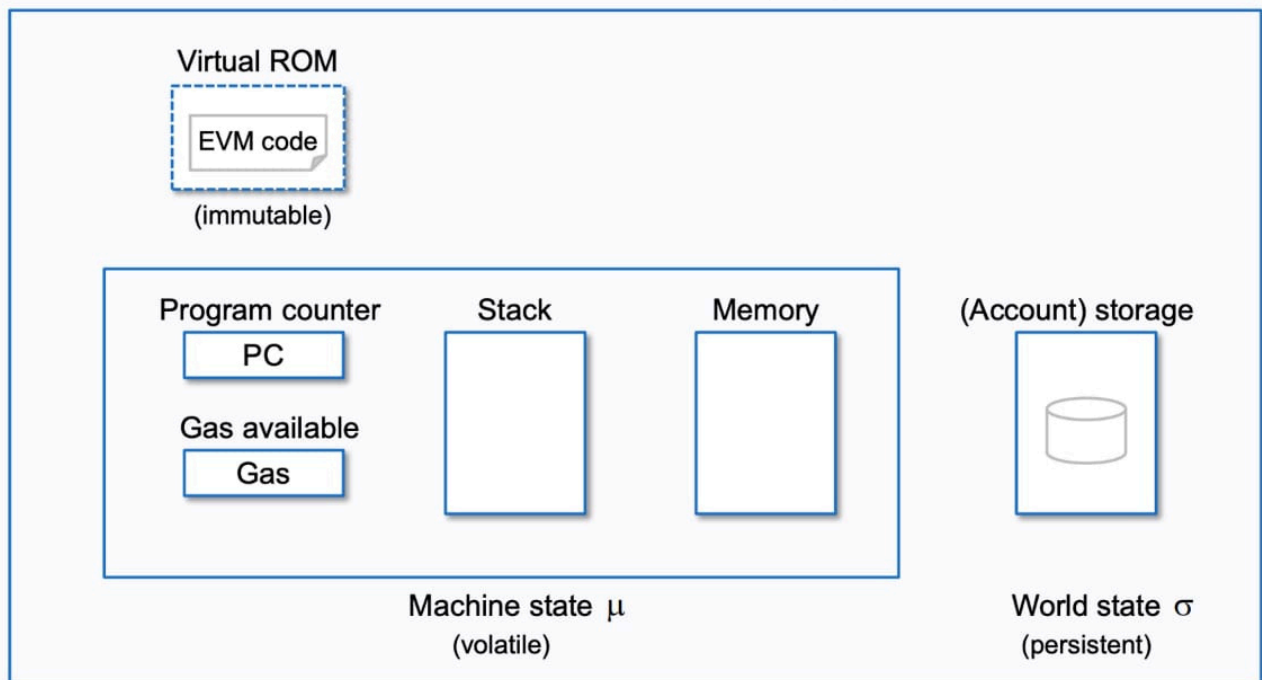 Virtual ROM
EVM code
(immutable)
Program counter
PC
Gas available
Gas
Stack
Memory
(Account) storage
Machine state μ
(volatile)
World state σ
(persistent)